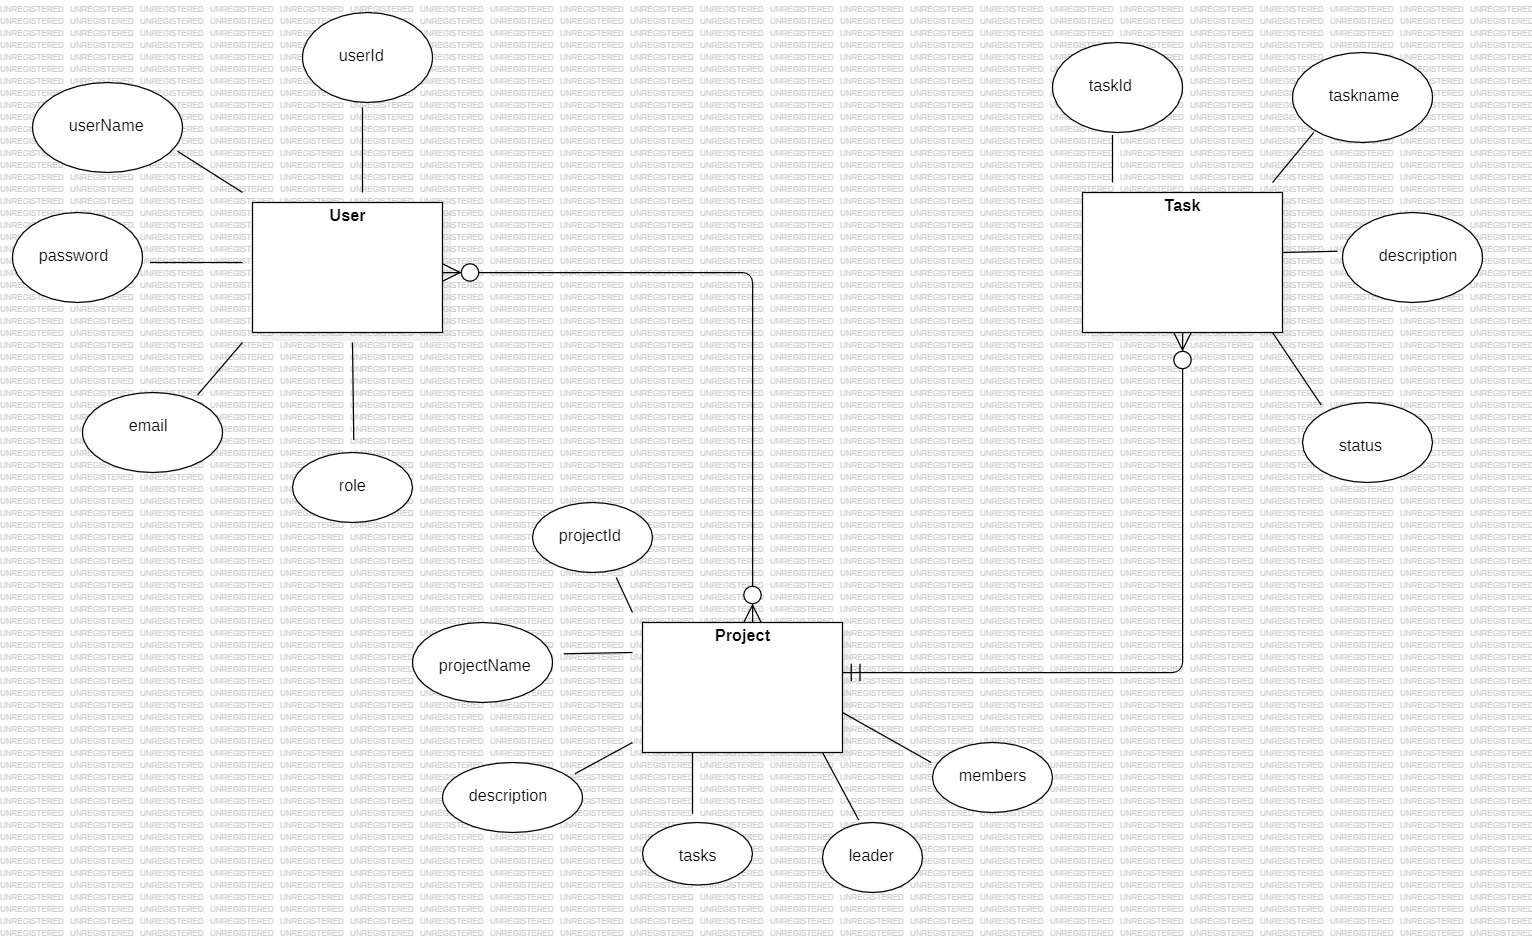 userId
taskId
taskname
userName
User
Task
password
description
email
status
role
projectId
Project
projectName
description
members
tasks
leader
UNREGISTERED